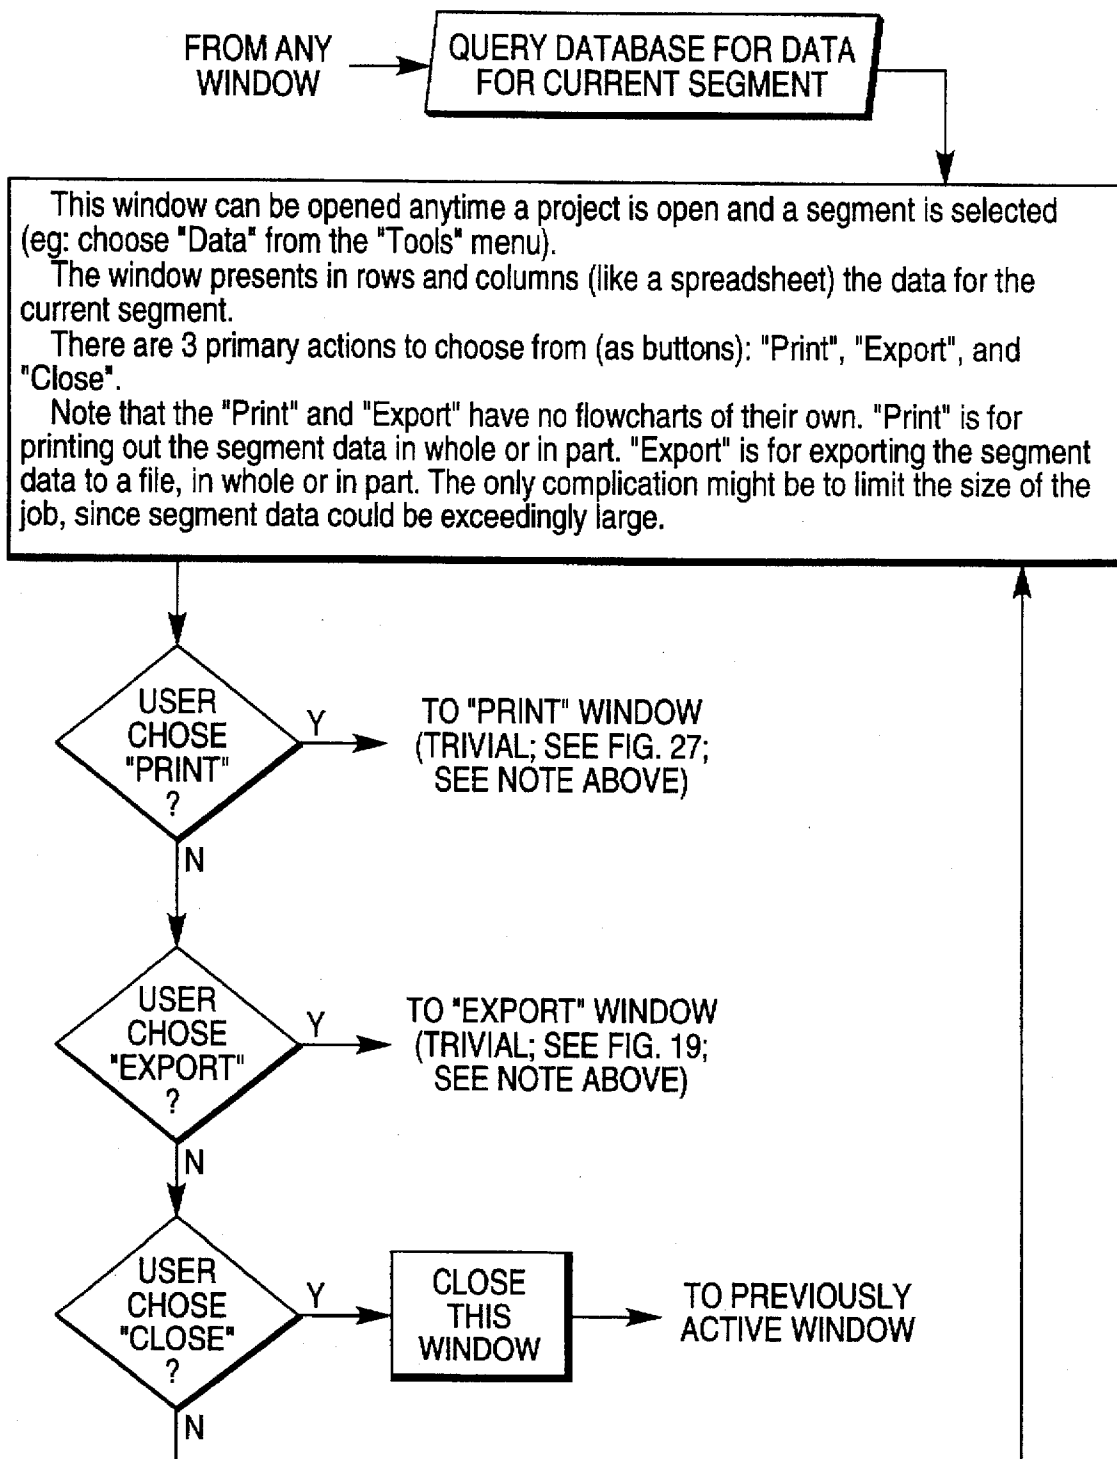 FROM ANY
WINDOW
QUERY DATABASE FOR DATA
FOR CURRENT SEGMENT
This window can be opened anytime a project is open and a segment is selected
(eg: choose "Data" from the "Tools" menu).
The window presents in rows and columns (like a spreadsheet) the data for the
current segment.
There are 3 primary actions to choose from (as buttons): "Print", "Export", and
"Close".
Note that the "Print" and "Export" have no flowcharts of their own. "Print" is for
printing out the segment data in whole or in part. "Export" is for exporting the segment
data to a file, in whole or in part. The only complication might be to limit the size of the
job, since segment data could be exceedingly large.
USER
CHOSE
"PRINT"
?
Y
TO "PRINT" WINDOW
(TRIVIAL; SEE FIG. 27;
SEE NOTE ABOVE)
N
USER
CHOSE
"EXPORT"
?
Y
TO "EXPORT" WINDOW
(TRIVIAL; SEE FIG. 19;
SEE NOTE ABOVE)
N
USER
CHOSE
"CLOSE"
?
Y
CLOSE
THIS
WINDOW
TO PREVIOUSLY
ACTIVE WINDOW
N